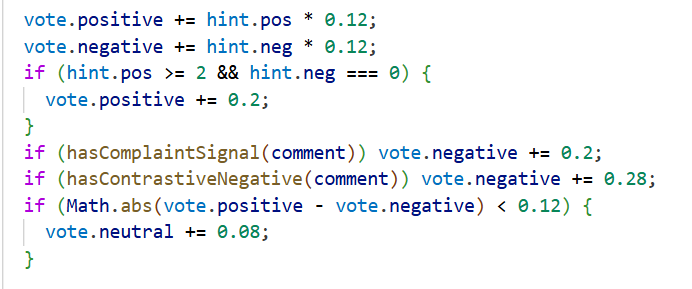 vote.positive += hint.pos * 0.12;
vote.negative += hint.neg * 0.12;
if (hint.pos >= 2 && hint.neg === 0) {
  vote.positive += 0.2;
}
if (hasComplaintSignal(comment)) vote.negative += 0.2;
if (hasContrastiveNegative(comment)) vote.negative += 0.28;
if (Math.abs(vote.positive - vote.negative) < 0.12) {
  vote.neutral += 0.08;
}